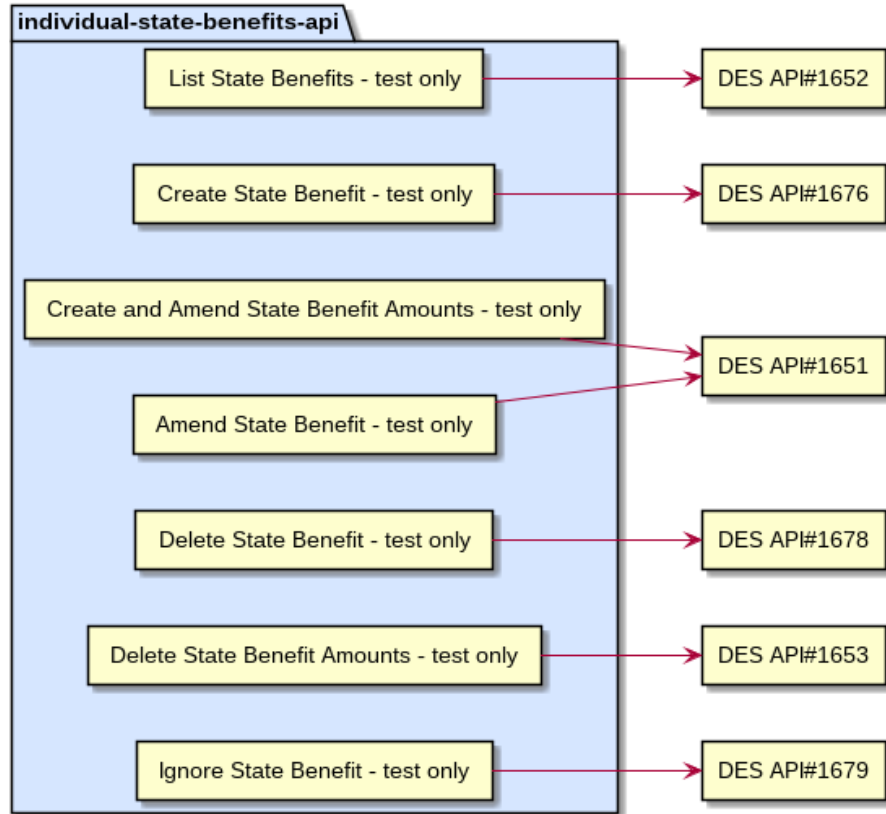 individual-state-benefits-api
List State Benefits - test only
DES API#1652
Create State Benefit - test only
DES API#1676
Create and Amend State Benefit Amounts - test only
DES API#1651
Amend State Benefit - test only
Delete State Benefit - test only
DES API#1678
Delete State Benefit Amounts - test only
DES API#1653
Ignore State Benefit - test only
DES API#1679